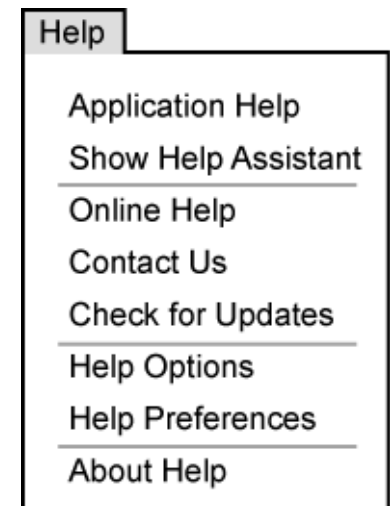 Help
Application Help
Show Help Assistant
Online Help
Contact Us
Check for Updates
Help Options
Help Preferences
About Help